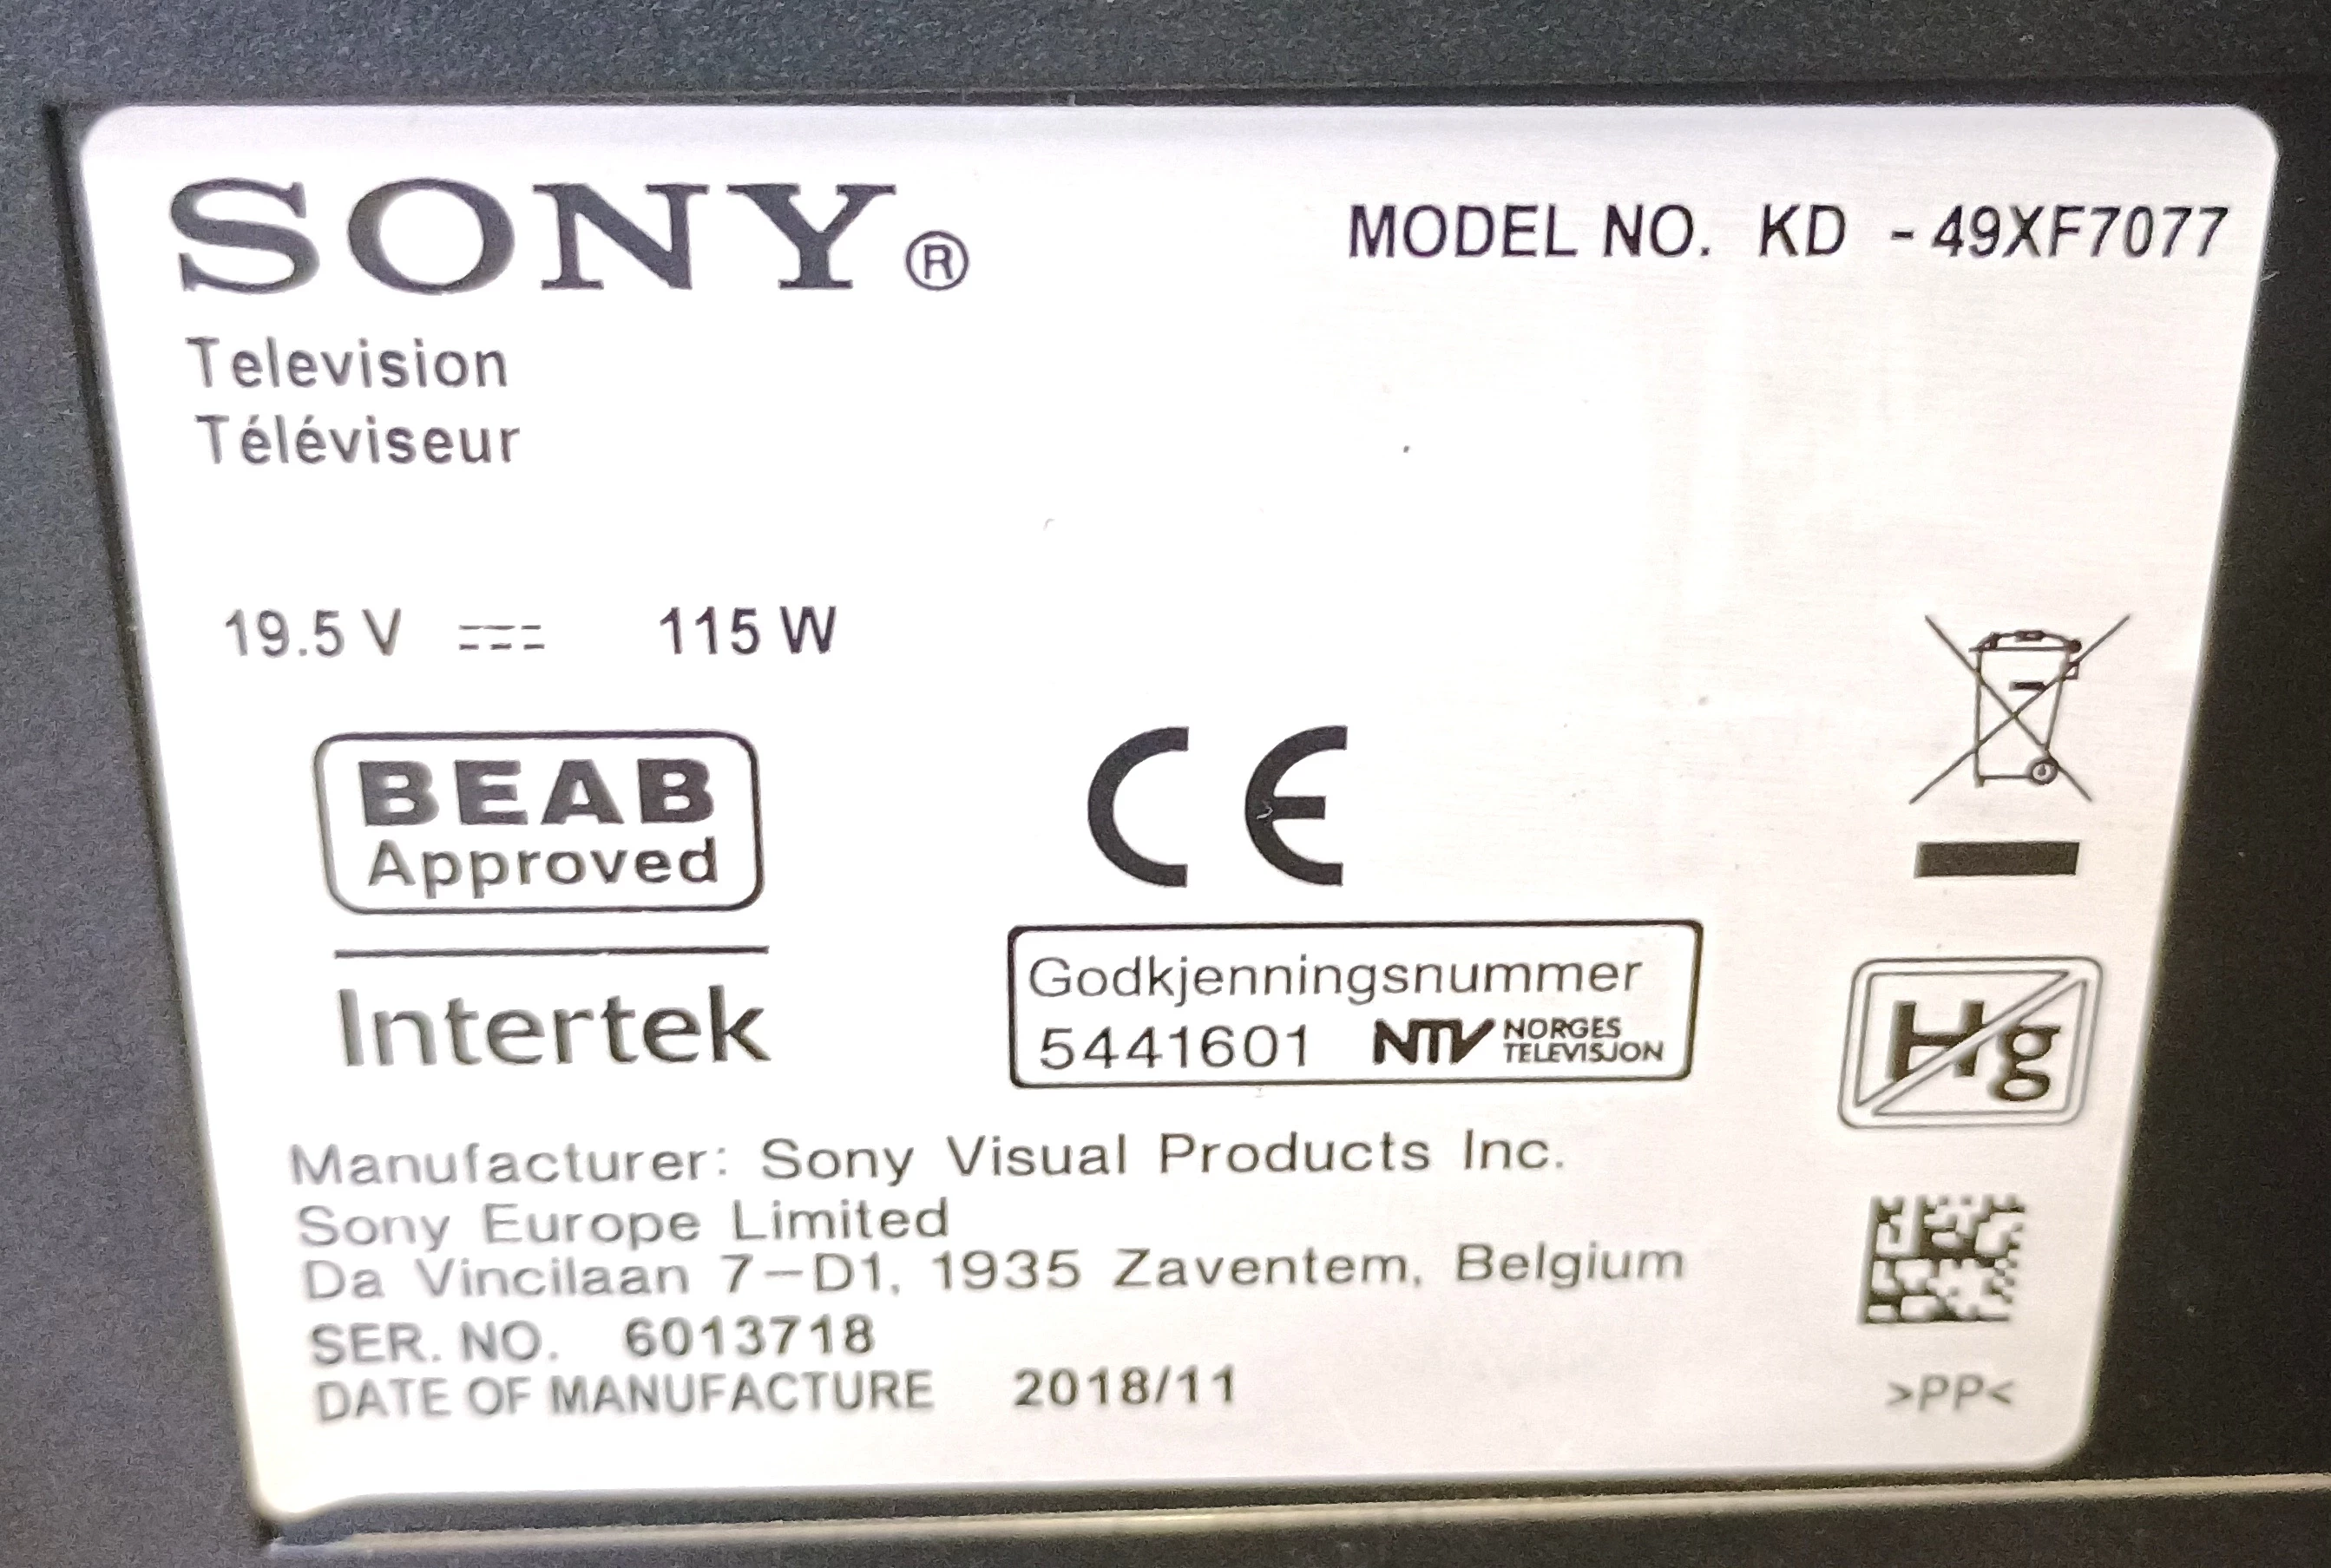 SONY®
MODEL NO. KD - 49XF7077
Television
Téléviseur
19.5 V ⎓ 115 W
BEAB
Approved
Intertek
CE
Godkjenningsnummer
5441601 NTV NORGES
TELEVISJON
Hg
Manufacturer: Sony Visual Products Inc.
Sony Europe Limited
Da Vincilaan 7-D1, 1935 Zaventem, Belgium
SER. NO. 6013718
DATE OF MANUFACTURE 2018/11
>PP<